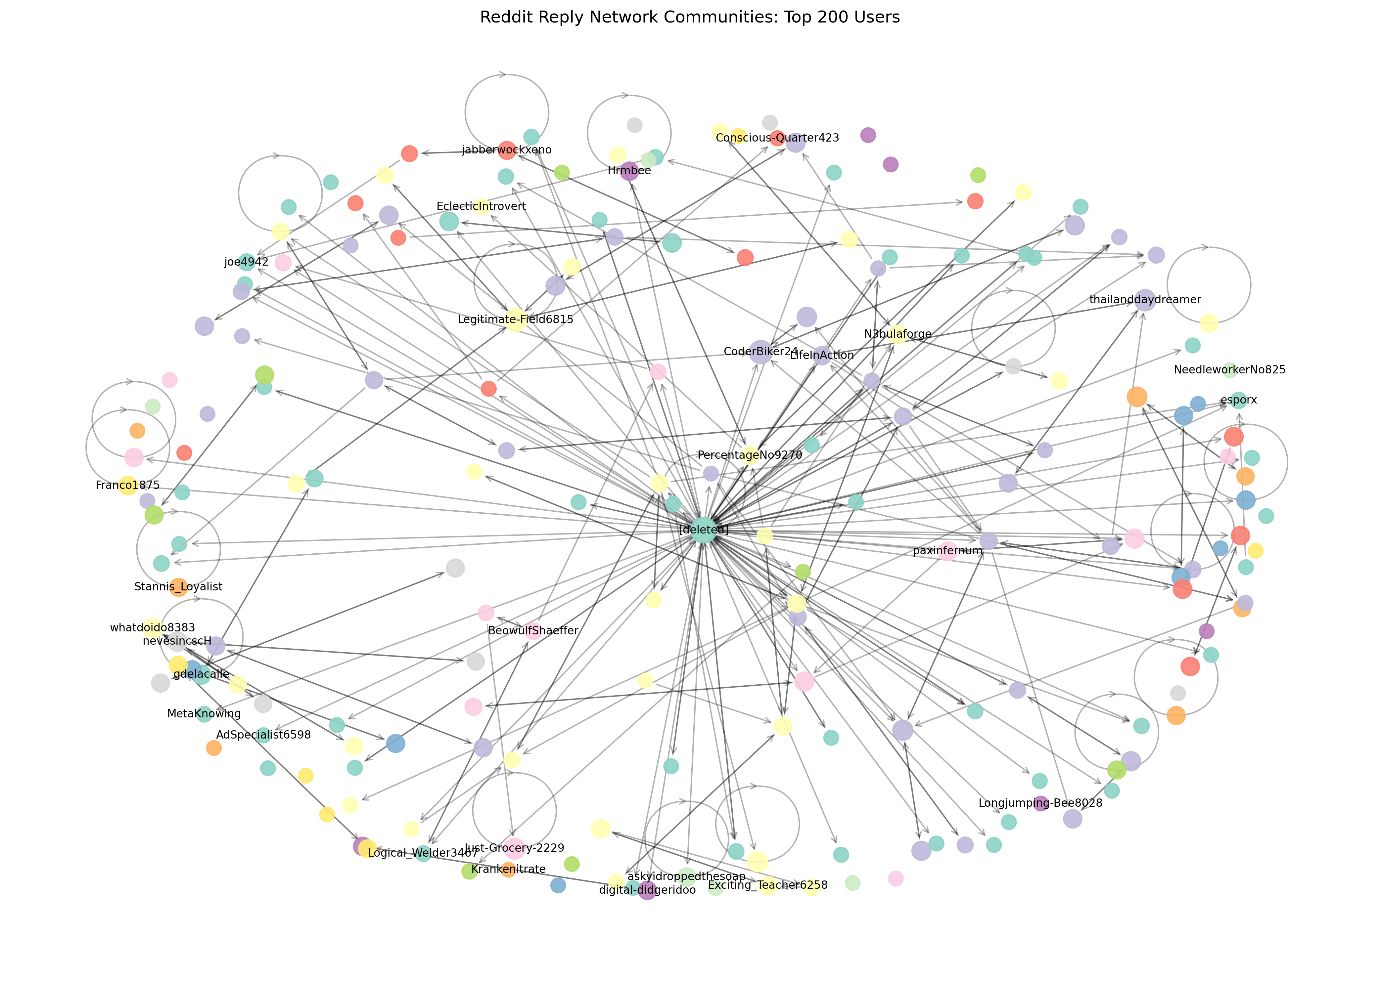 Reddit Reply Network Communities: Top 200 Users
Conscious-Quarter423
jabberwockxeno
Hrmbee
EclecticIntrovert
joe4942
thailanddaydreamer
Legitimate-Field6815
N3bulaforge
CoderBiker24
LifeInAction
NeedleworkerNo825
esporx
PercentageNo9270
Franco1875
[deleted]
paxinfernum
Stannis_Loyalist
whatdoido8383
BeowulfShaeffer
nevesincscH
gdelacalle
MetaKnowing
AdSpecialist6598
Longjumping-Bee8028
Just-Grocery-2229
Logical_Welder3467
Krankenitrate
askyidroppedthesoap
Exciting_Teacher6258
digital-didgeridoo